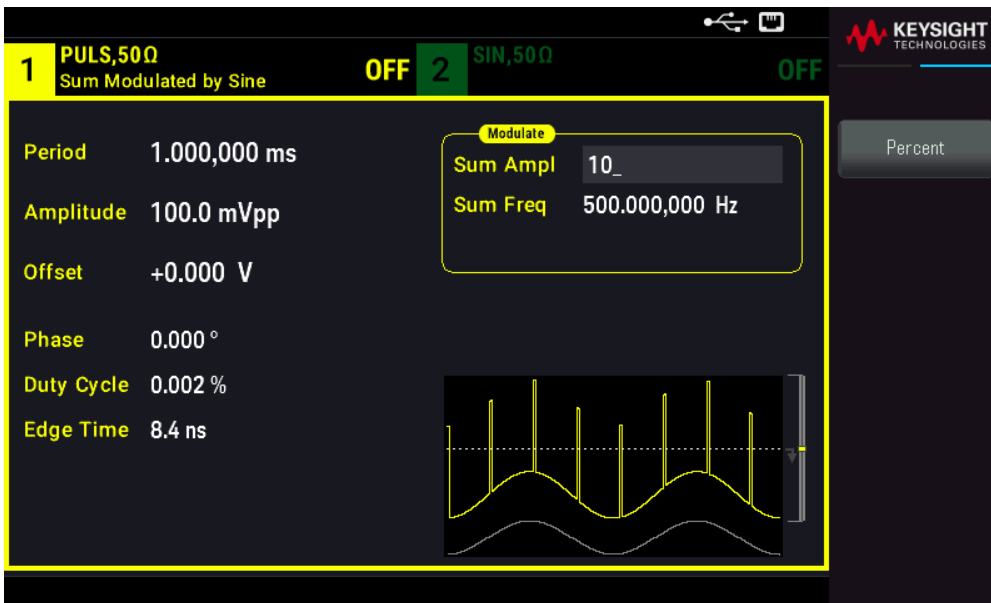 KEYSIGHT
TECHNOLOGIES
1 PULS,50Ω OFF
Sum Modulated by Sine
2 SIN,50Ω OFF
Period 1.000,000 ms
Amplitude 100.0 mVpp
Offset +0.000 V
Phase 0.000 °
Duty Cycle 0.002 %
Edge Time 8.4 ns
Modulate
Sum Ampl 10_
Sum Freq 500.000,000 Hz
Percent